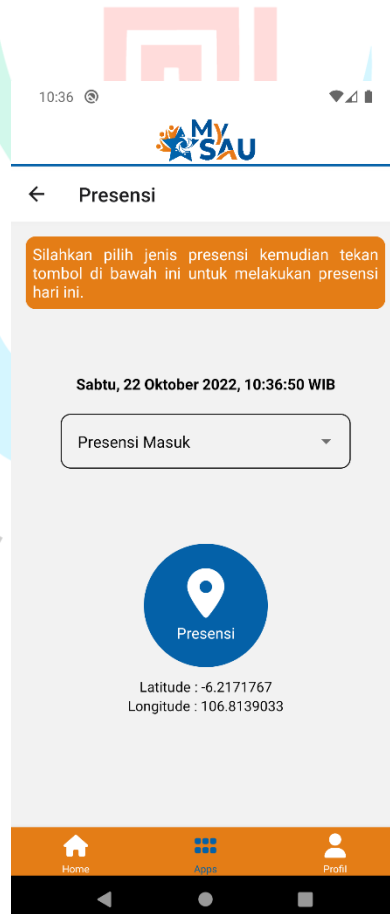 10:36
My
SAU
Presensi
Silahkan pilih jenis presensi kemudian tekan
tombol di bawah ini untuk melakukan presensi
hari ini.
Sabtu, 22 Oktober 2022, 10:36:50 WIB
Presensi Masuk
Presensi
Latitude : -6.2171767
Longitude : 106.8139033
Home
Apps
Profil